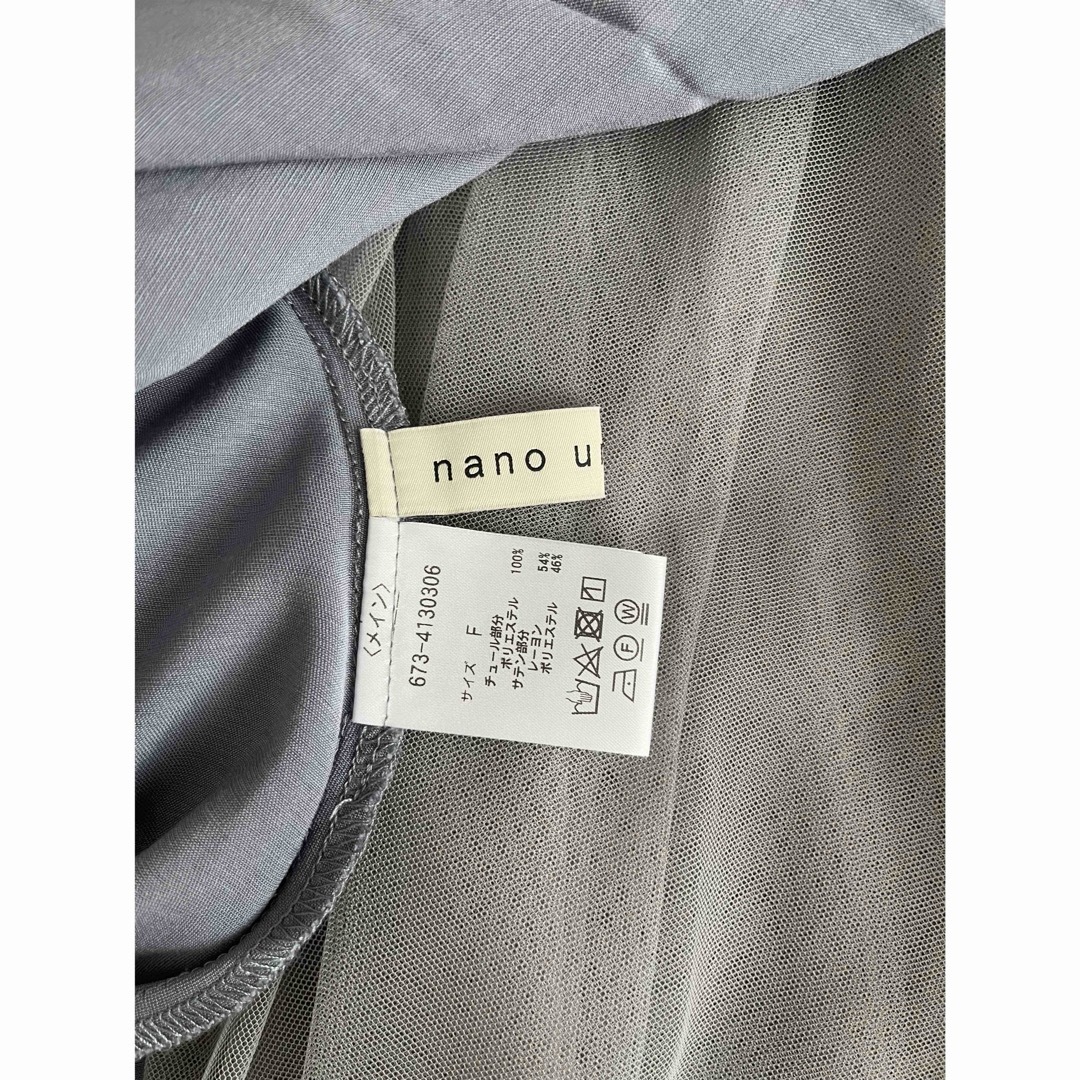 nano u
〈メイン〉
673-4130306
サイズ F
チュール部分
ポリエステル 100%
サテン部分
レーヨン 54%
ポリエステル 46%
F W